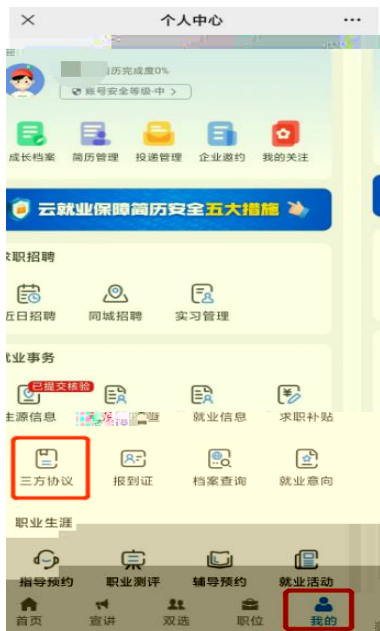 个人中心
历完成度0%
账号安全等级-中 >
成长档案 简历管理 投递管理 企业邀约 我的关注
云就业保障简历安全五大措施
求职招聘
近日招聘 同城招聘 实习管理
就业事务
已提交核验
生源信息 就业信息 求职补贴
三方协议 报到证 档案查询 就业意向
职业生涯
指导预约 职业测评 辅导预约 就业活动
首页 宣讲 双选 职位 我的